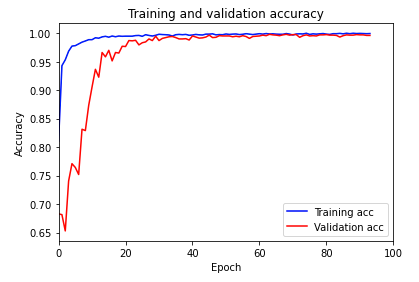 Training and validation accuracy
1.00
0.95
0.90
0.85
0.80
0.75
0.70
0.65
Accuracy
0 20 40 60 80 100
Epoch
Training acc
Validation acc